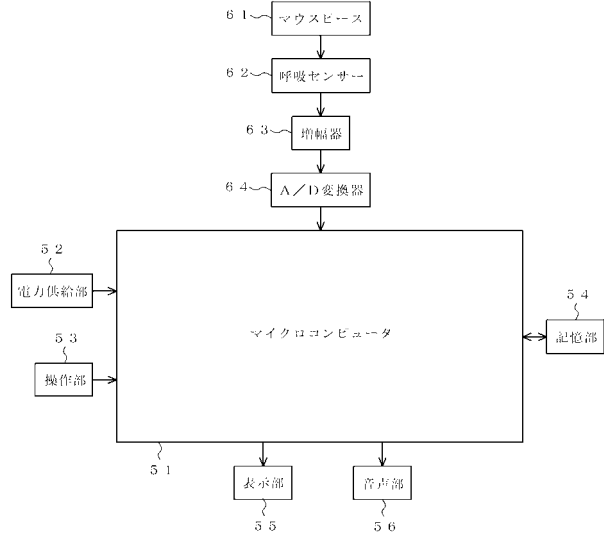 ６１
マウスピース
６２
呼吸センサー
６３
増幅器
６４
Ａ／Ｄ変換器
５２
電力供給部
５３
操作部
マイクロコンピュータ
５４
記憶部
５１
表示部
音声部
５５
５６